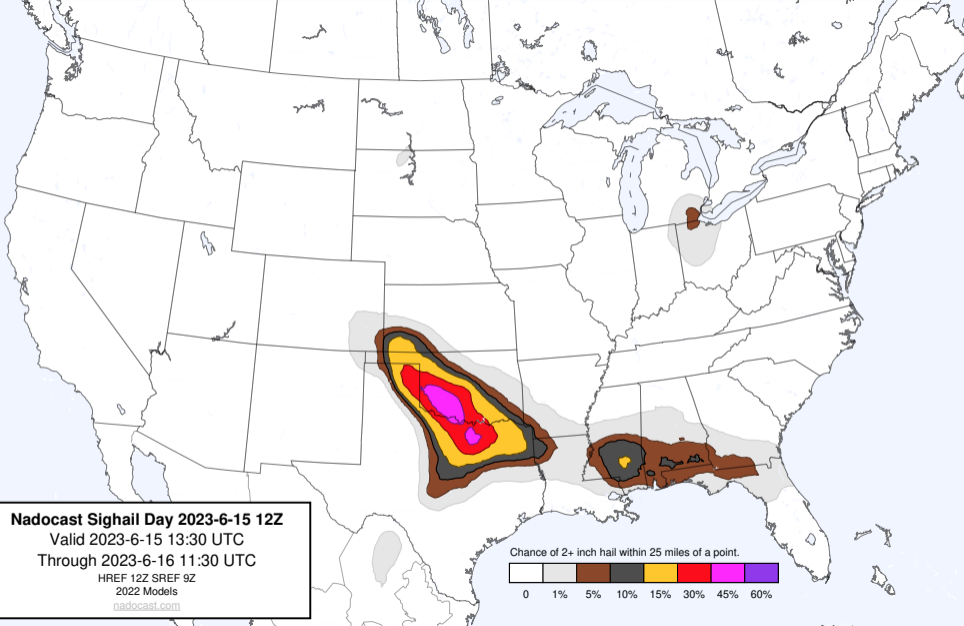 Nadocast Sighail Day 2023-6-15 12Z
Valid 2023-6-15 13:30 UTC
Through 2023-6-16 11:30 UTC
HREF 12Z SREF 9Z
2022 Models
nadocast.com
Chance of 2+ inch hail within 25 miles of a point.
0 1% 5% 10% 15% 30% 45% 60%